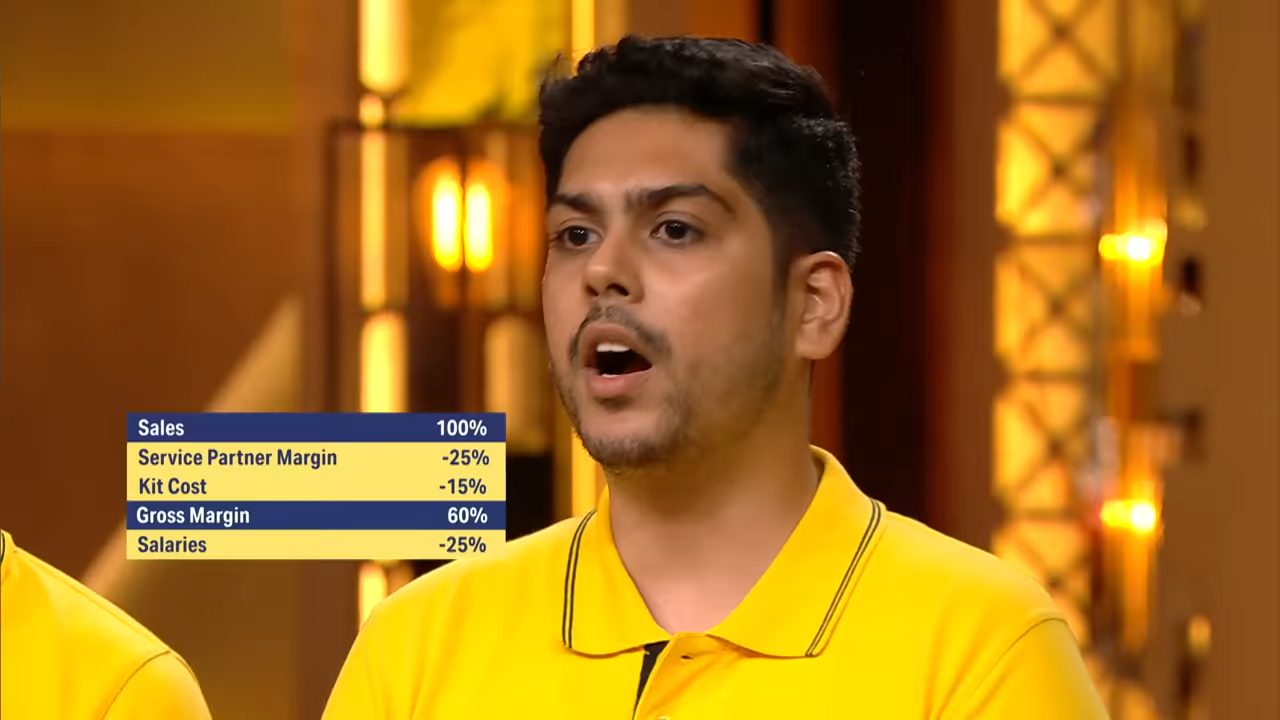 Sales 100%
Service Partner Margin -25%
Kit Cost -15%
Gross Margin 60%
Salaries -25%